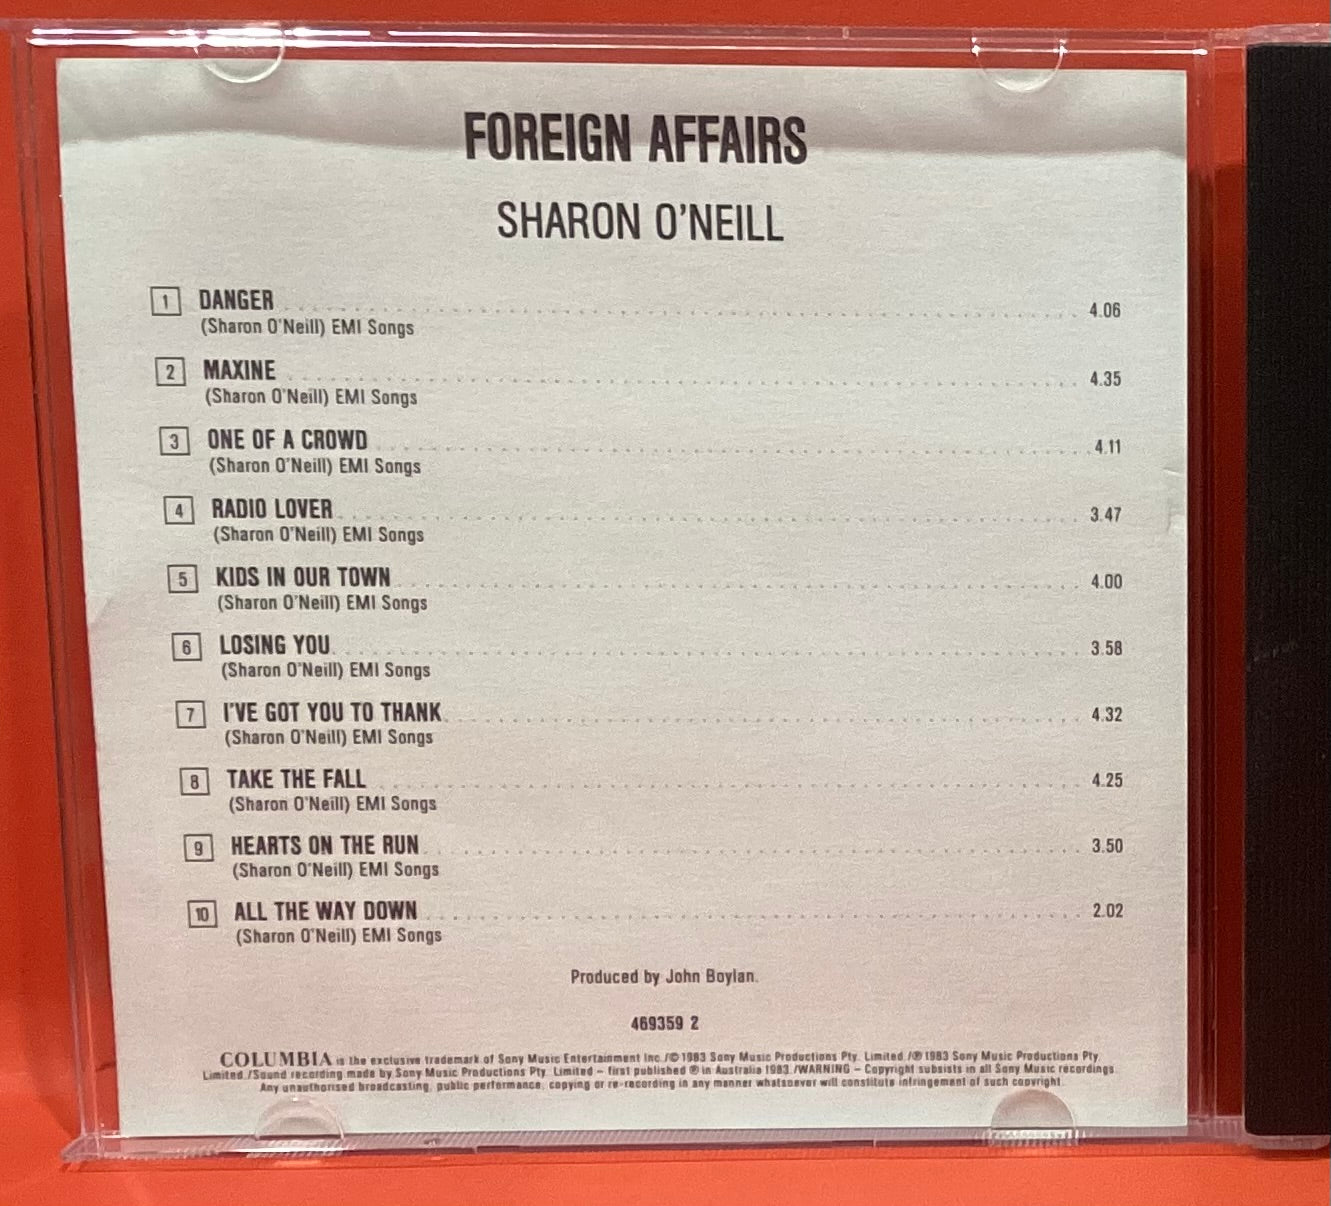 FOREIGN AFFAIRS
SHARON O'NEILL
1 DANGER 4.06
(Sharon O'Neill) EMI Songs
2 MAXINE 4.35
(Sharon O'Neill) EMI Songs
3 ONE OF A CROWD 4.11
(Sharon O'Neill) EMI Songs
4 RADIO LOVER 3.47
(Sharon O'Neill) EMI Songs
5 KIDS IN OUR TOWN 4.00
(Sharon O'Neill) EMI Songs
6 LOSING YOU 3.58
(Sharon O'Neill) EMI Songs
7 I'VE GOT YOU TO THANK 4.32
(Sharon O'Neill) EMI Songs
8 TAKE THE FALL 4.25
(Sharon O'Neill) EMI Songs
9 HEARTS ON THE RUN 3.50
(Sharon O'Neill) EMI Songs
10 ALL THE WAY DOWN 2.02
(Sharon O'Neill) EMI Songs
Produced by John Boylan.
469359 2
COLUMBIA is the exclusive trademark of Sony Music Entertainment Inc./© 1983 Sony Music Productions Pty. Limited./℗ 1983 Sony Music Productions Pty.
Limited./Sound recording made by Sony Music Productions Pty. Limited – first published ℗ in Australia 1983./WARNING – Copyright subsists in all Sony Music recordings.
Any unauthorised broadcasting, public performance, copying or re-recording in any manner whatsoever will constitute infringement of such copyright.